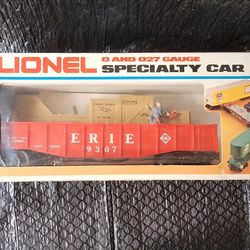 LIONEL
O AND O27 GAUGE
SPECIALTY CAR
ERIE
9307